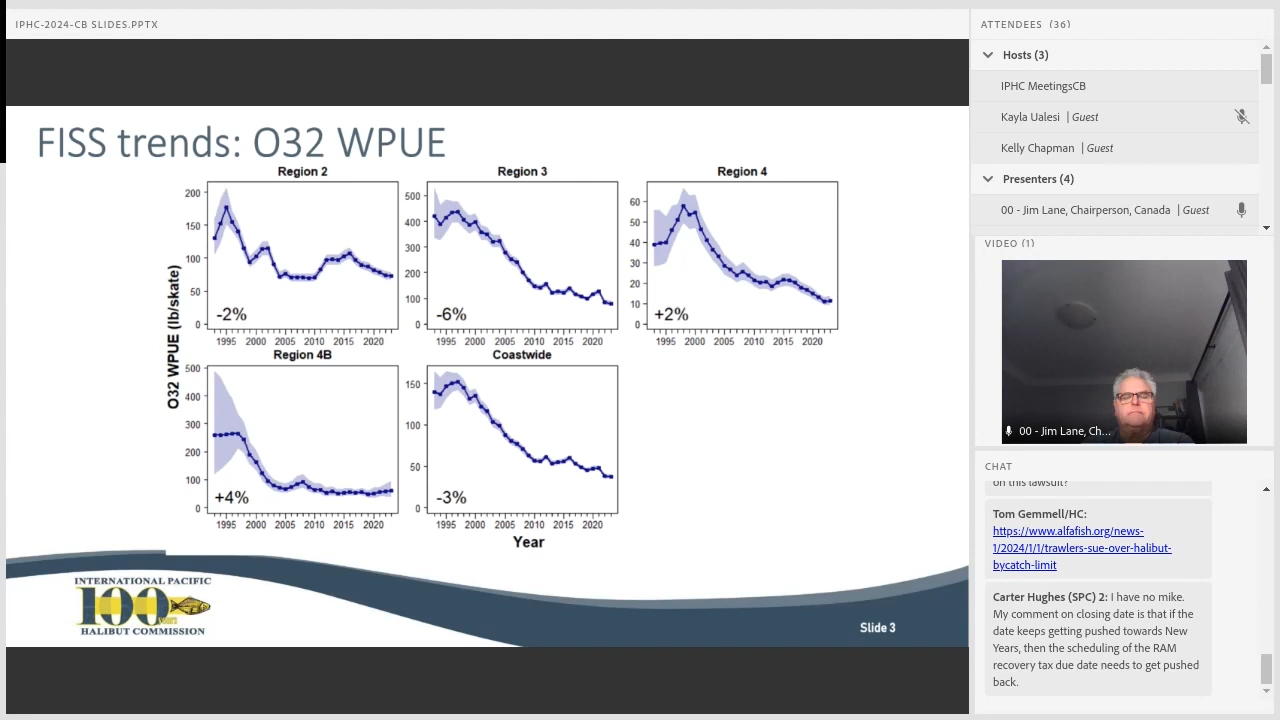 IPHC-2024-CB SLIDES.PPTX
FISS trends: O32 WPUE
O32 WPUE (lb/skate)
Region 2
200
150
100
50
0
-2%
1995 2000 2005 2010 2015 2020
Region 3
500
400
300
200
100
0
-6%
1995 2000 2005 2010 2015 2020
Region 4
60
50
40
30
20
10
0
+2%
1995 2000 2005 2010 2015 2020
Region 4B
500
400
300
200
100
0
+4%
1995 2000 2005 2010 2015 2020
Coastwide
150
100
50
0
-3%
1995 2000 2005 2010 2015 2020
Year
INTERNATIONAL PACIFIC
100
YEARS
HALIBUT COMMISSION
Slide 3
ATTENDEES (36)
Hosts (3)
IPHC MeetingsCB
Kayla Ualesi | Guest
Kelly Chapman | Guest
Presenters (4)
00 - Jim Lane, Chairperson, Canada | Guest
VIDEO (1)
00 - Jim Lane, Ch...
CHAT
on this lawsuit?
Tom Gemmell/HC:
https://www.alfafish.org/news-
1/2024/1/1/trawlers-sue-over-halibut-
bycatch-limit
Carter Hughes (SPC) 2: I have no mike.
My comment on closing date is that if the
date keeps getting pushed towards New
Years, then the scheduling of the RAM
recovery tax due date needs to get pushed
back.